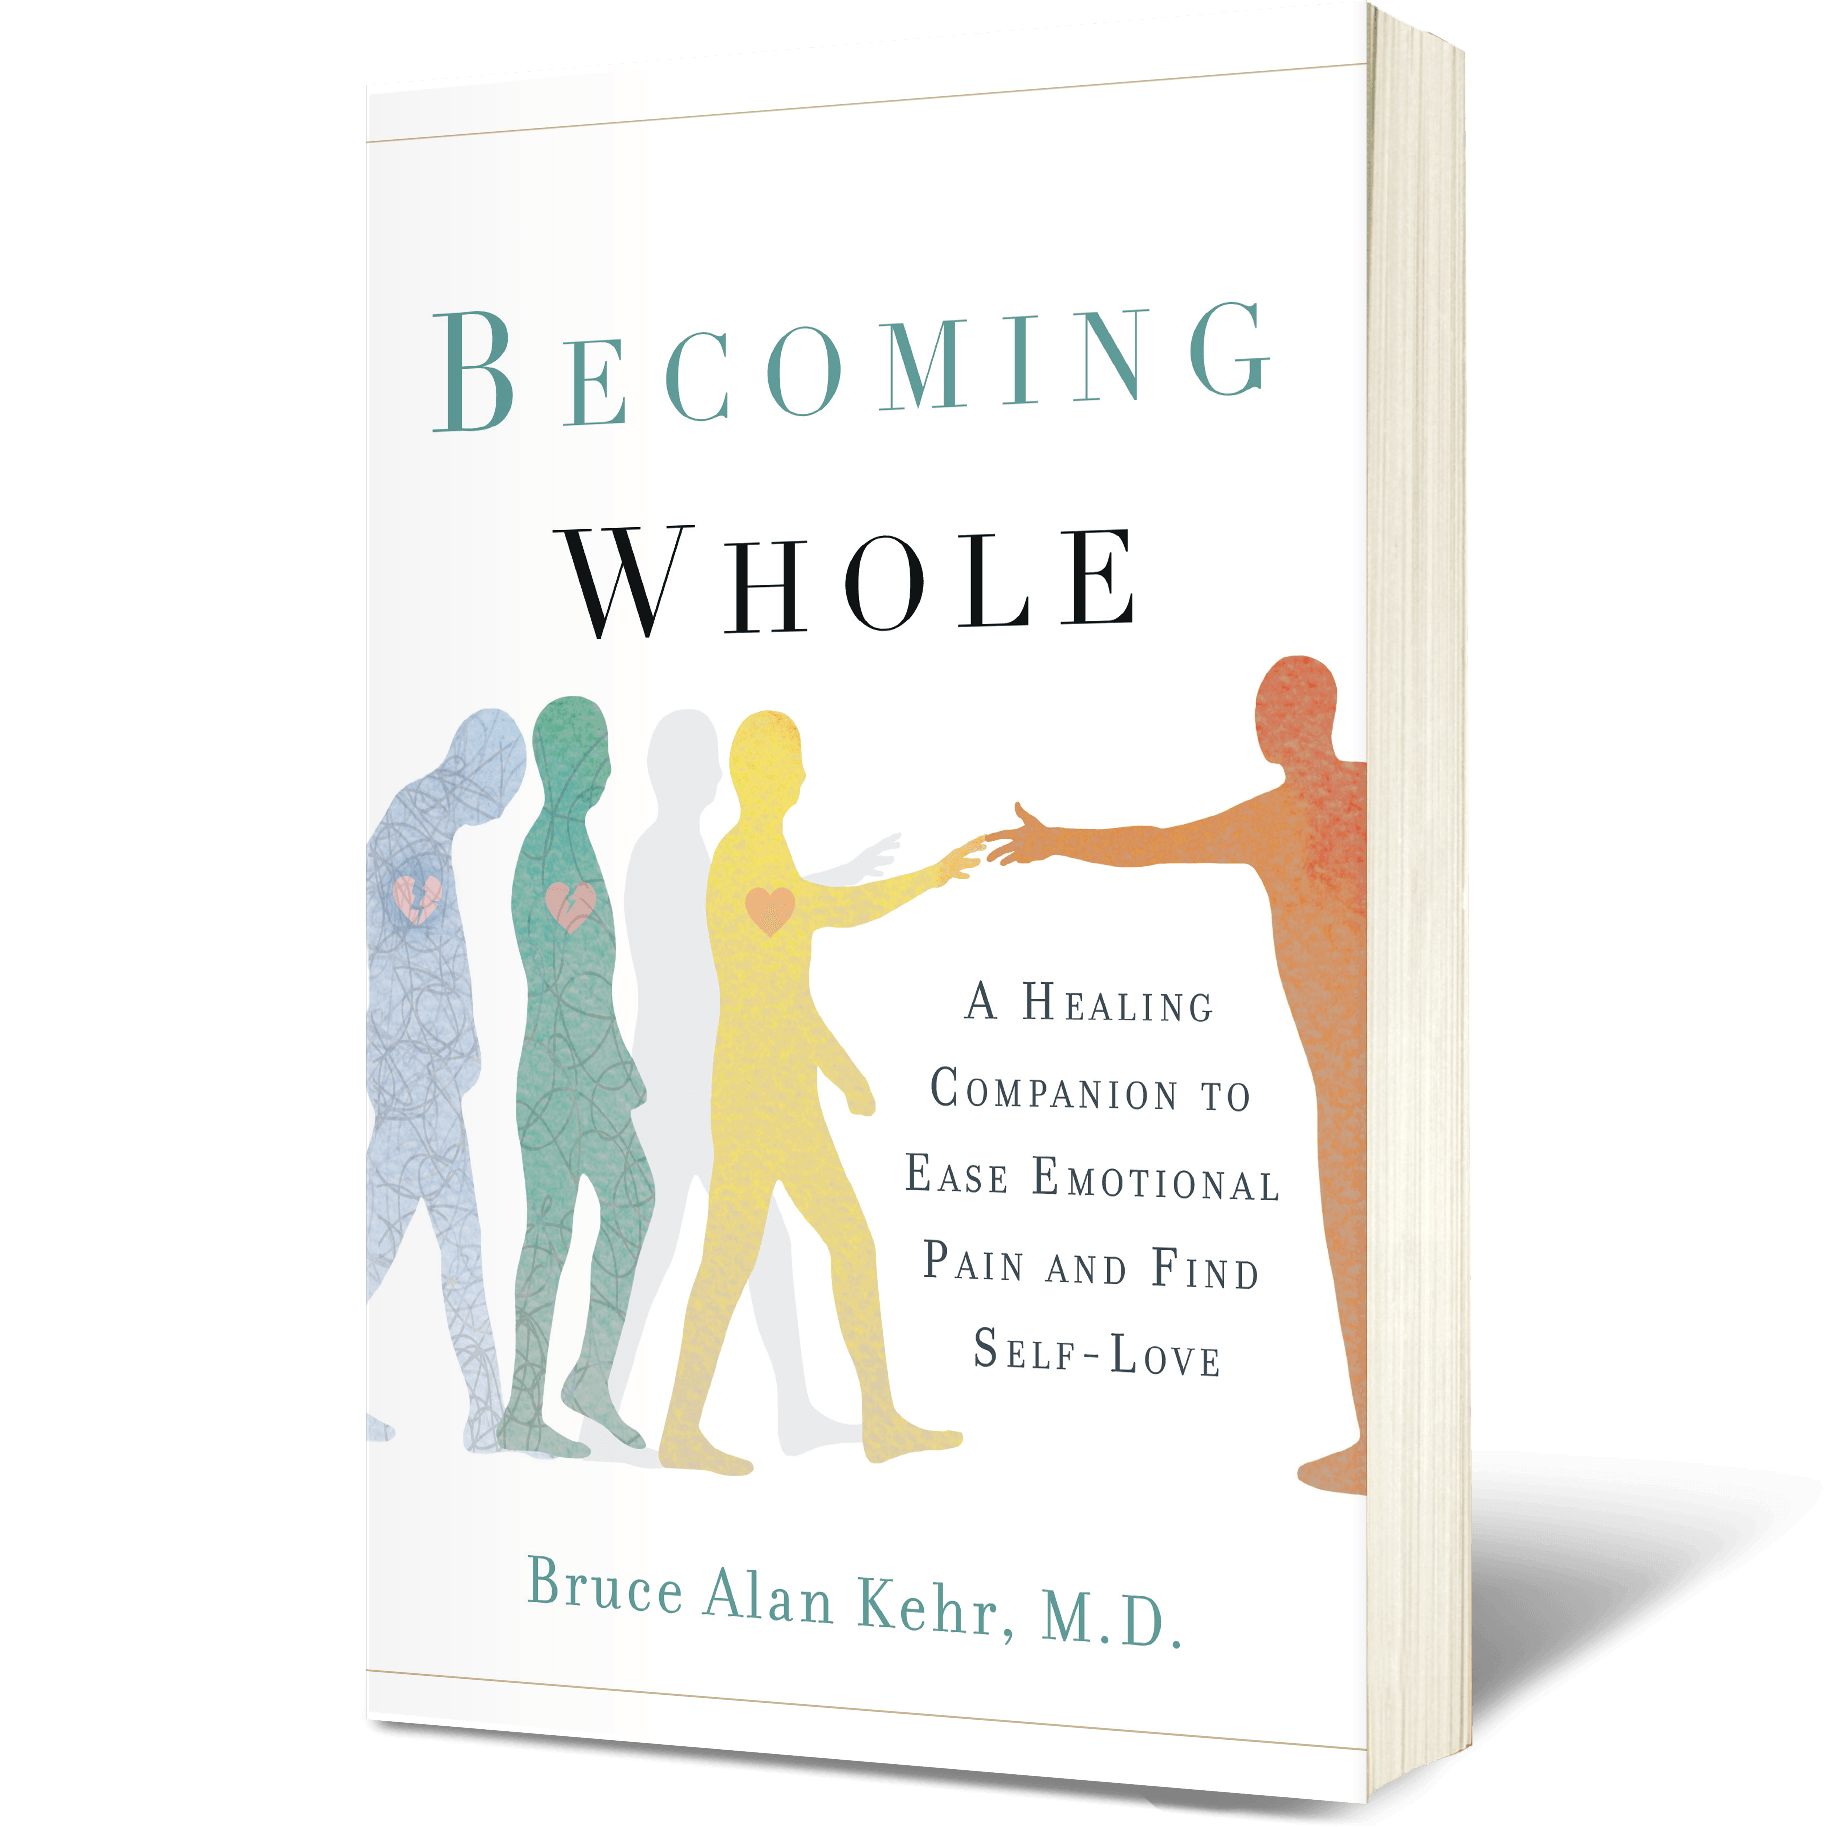 BECOMING
WHOLE
A HEALING
COMPANION TO
EASE EMOTIONAL
PAIN AND FIND
SELF-LOVE
Bruce Alan Kehr, M.D.